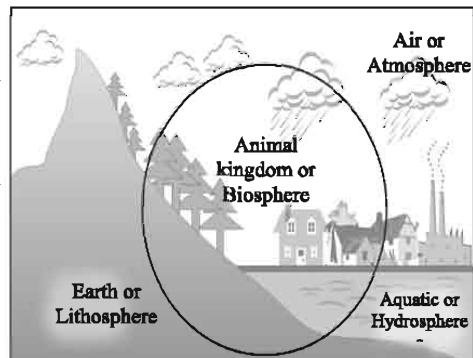 Air or
Atmosphere
Animal
kingdom or
Biosphere
Earth or
Lithosphere
Aquatic or
Hydrosphere